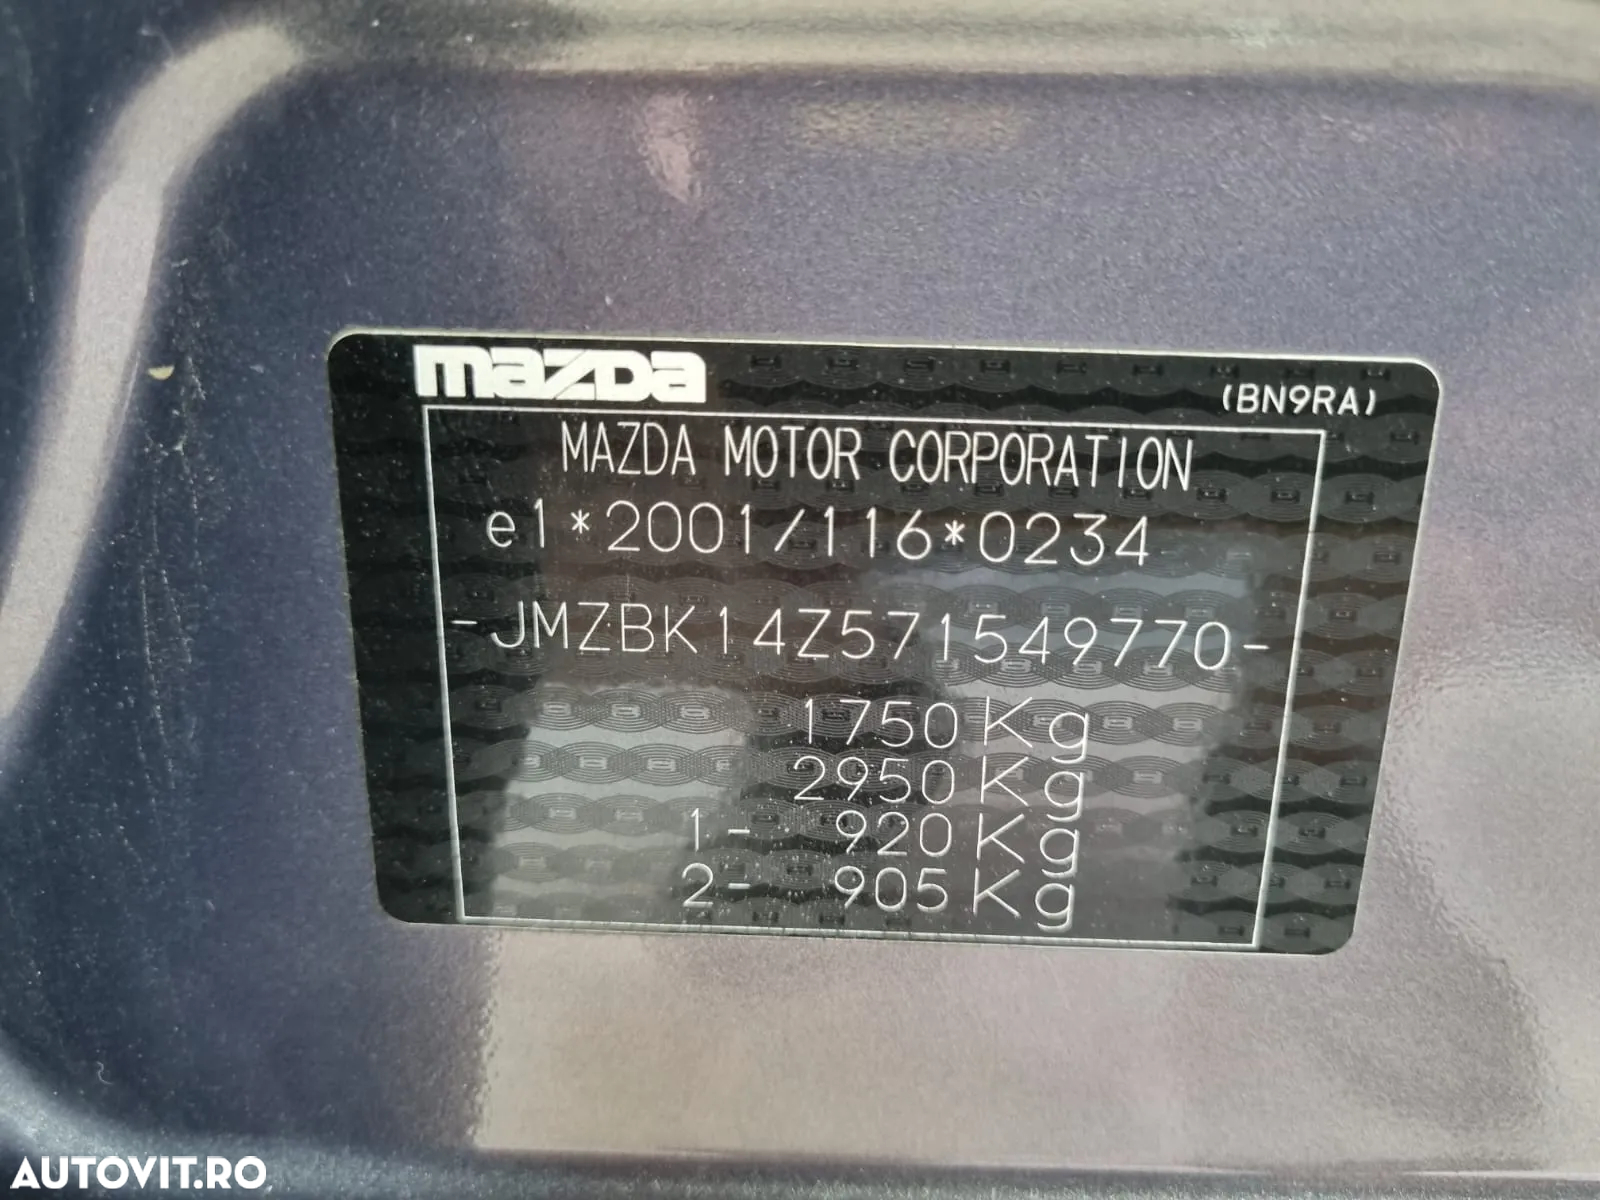 mazda
(BN9RA)
MAZDA MOTOR CORPORATION
e1*2001/116*0234
-JMZBK14Z571549770-
1750 Kg
2950 Kg
1- 920 Kg
2- 905 Kg
AUTOVIT.RO